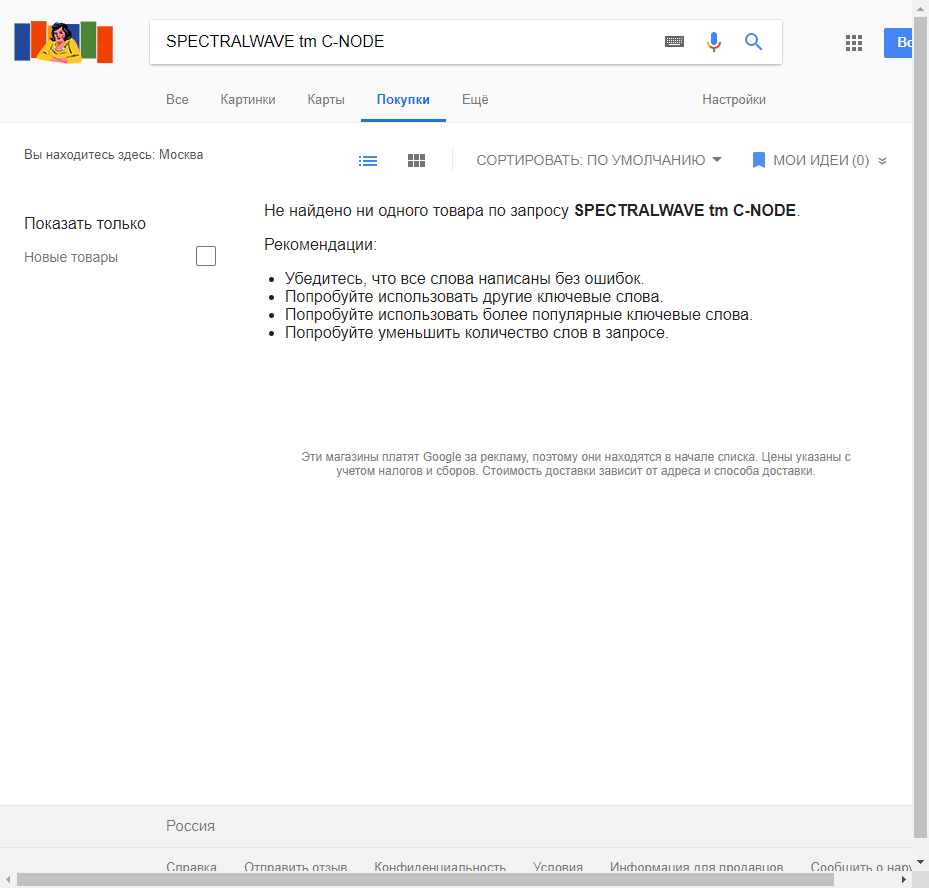 SPECTRALWAVE tm C-NODE
Все
Картинки
Карты
Покупки
Ещё
Настройки
Вы находитесь здесь: Москва
СОРТИРОВАТЬ: ПО УМОЛЧАНИЮ
МОИ ИДЕИ (0)
Показать только
Новые товары
Не найдено ни одного товара по запросу SPECTRALWAVE tm C-NODE.
Рекомендации:
Убедитесь, что все слова написаны без ошибок.
Попробуйте использовать другие ключевые слова.
Попробуйте использовать более популярные ключевые слова.
Попробуйте уменьшить количество слов в запросе.
Эти магазины платят Google за рекламу, поэтому они находятся в начале списка. Цены указаны с
учетом налогов и сборов. Стоимость доставки зависит от адреса и способа доставки.
Россия
Справка
Отправить отзыв
Конфиденциальность
Условия
Информация для продавцов
Сообщить о